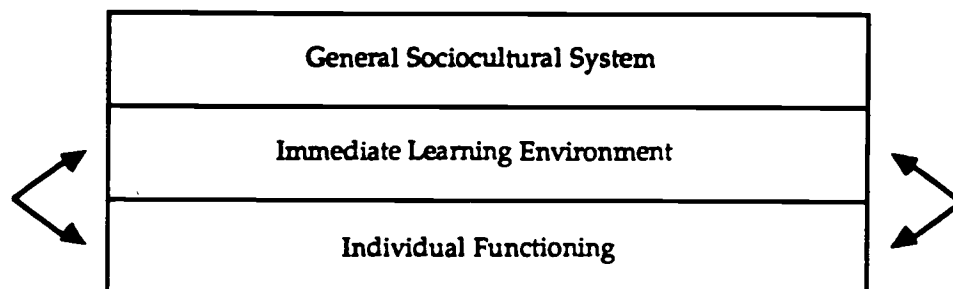 General Sociocultural System
Immediate Learning Environment
Individual Functioning